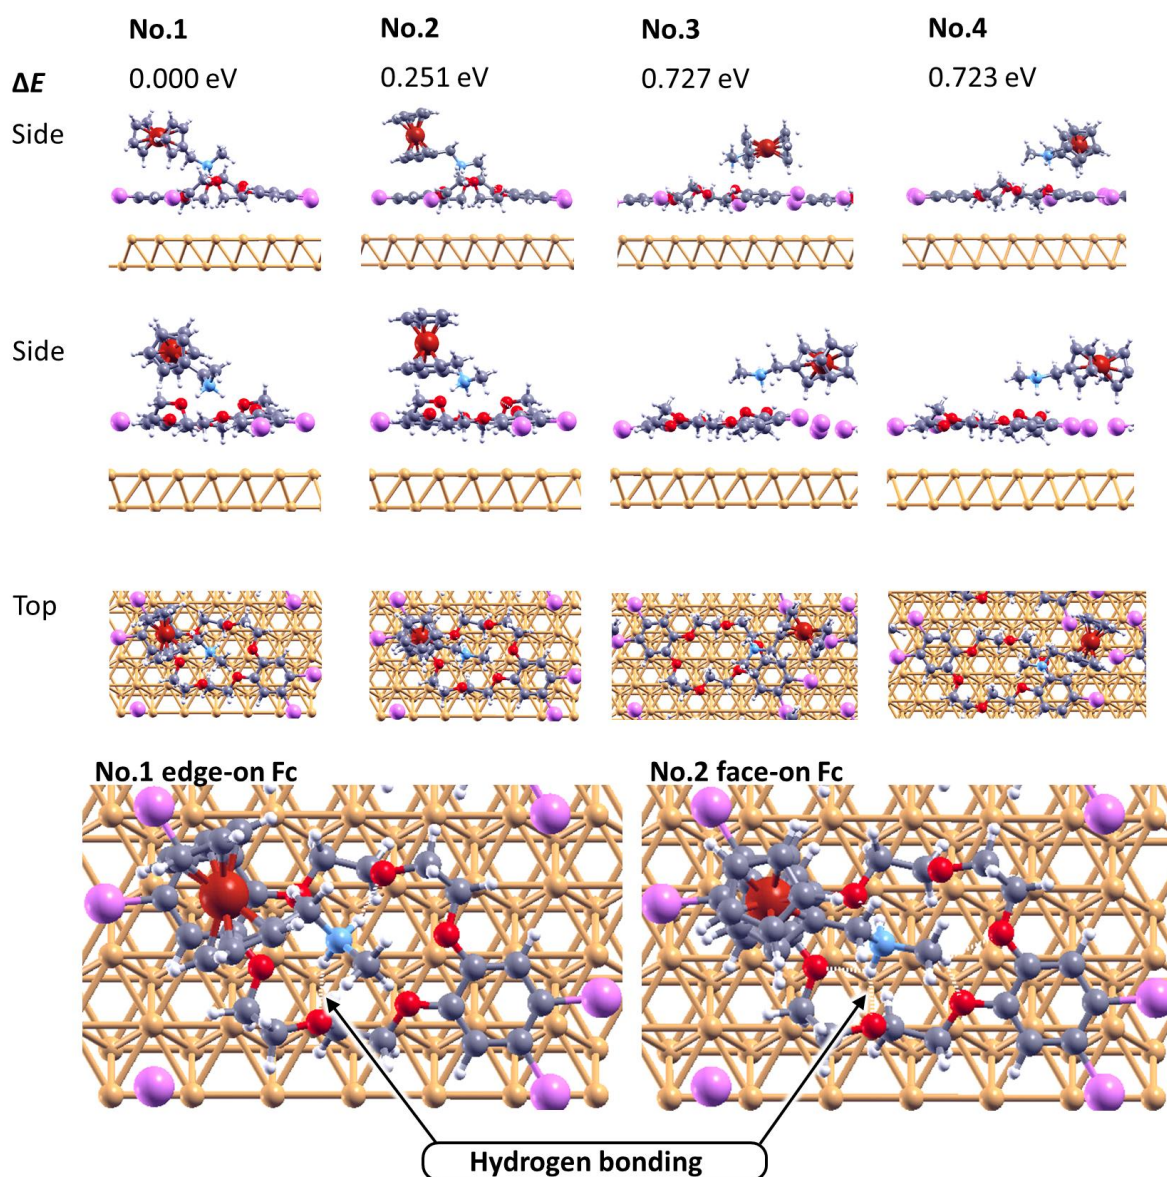 No.1 No.2 No.3 No.4
ΔE 0.000 eV 0.251 eV 0.727 eV 0.723 eV
Side
Side
Top
No.1 edge-on Fc No.2 face-on Fc
Hydrogen bonding